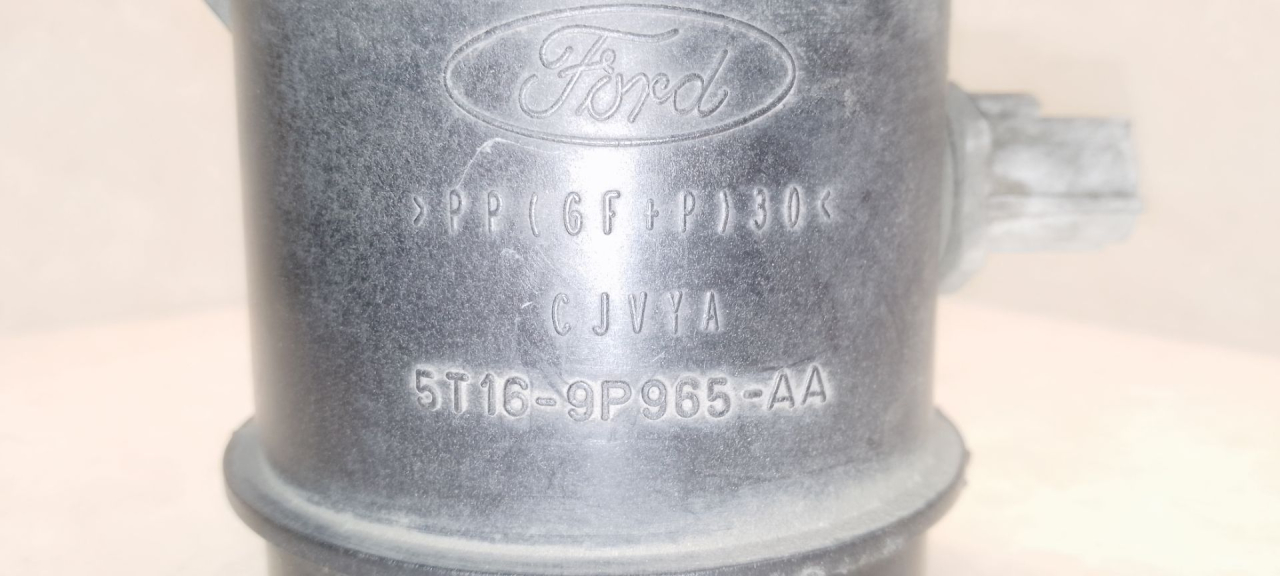 Ford
>PP(GF+P)30<
CJVYA
5T16-9P965-AA